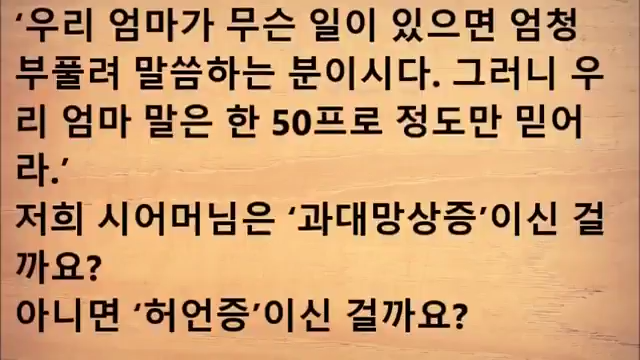 ‘우리 엄마가 무슨 일이 있으면 엄청
부풀려 말씀하는 분이시다. 그러니 우
리 엄마 말은 한 50프로 정도만 믿어
라.’
저희 시어머님은 ‘과대망상증’이신 걸
까요?
아니면 ‘허언증’이신 걸까요?